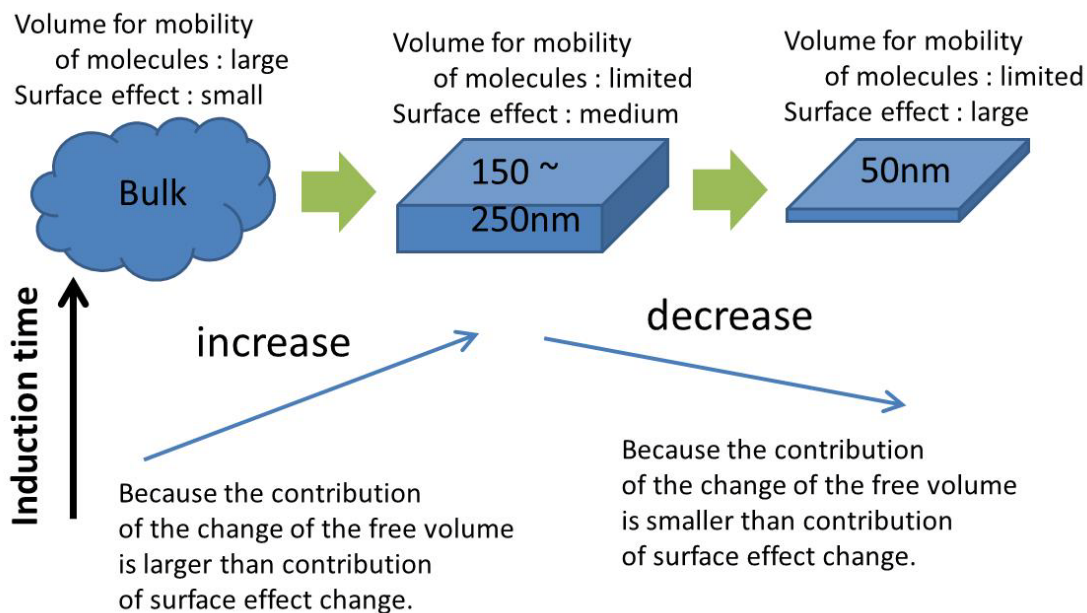 Volume for mobility
of molecules : large
Surface effect : small
Volume for mobility
of molecules : limited
Surface effect : medium
Volume for mobility
of molecules : limited
Surface effect : large
Bulk
150 ~
250nm
50nm
Induction time
increase
decrease
Because the contribution
of the change of the free volume
is larger than contribution
of surface effect change.
Because the contribution
of the change of the free volume
is smaller than contribution
of surface effect change.